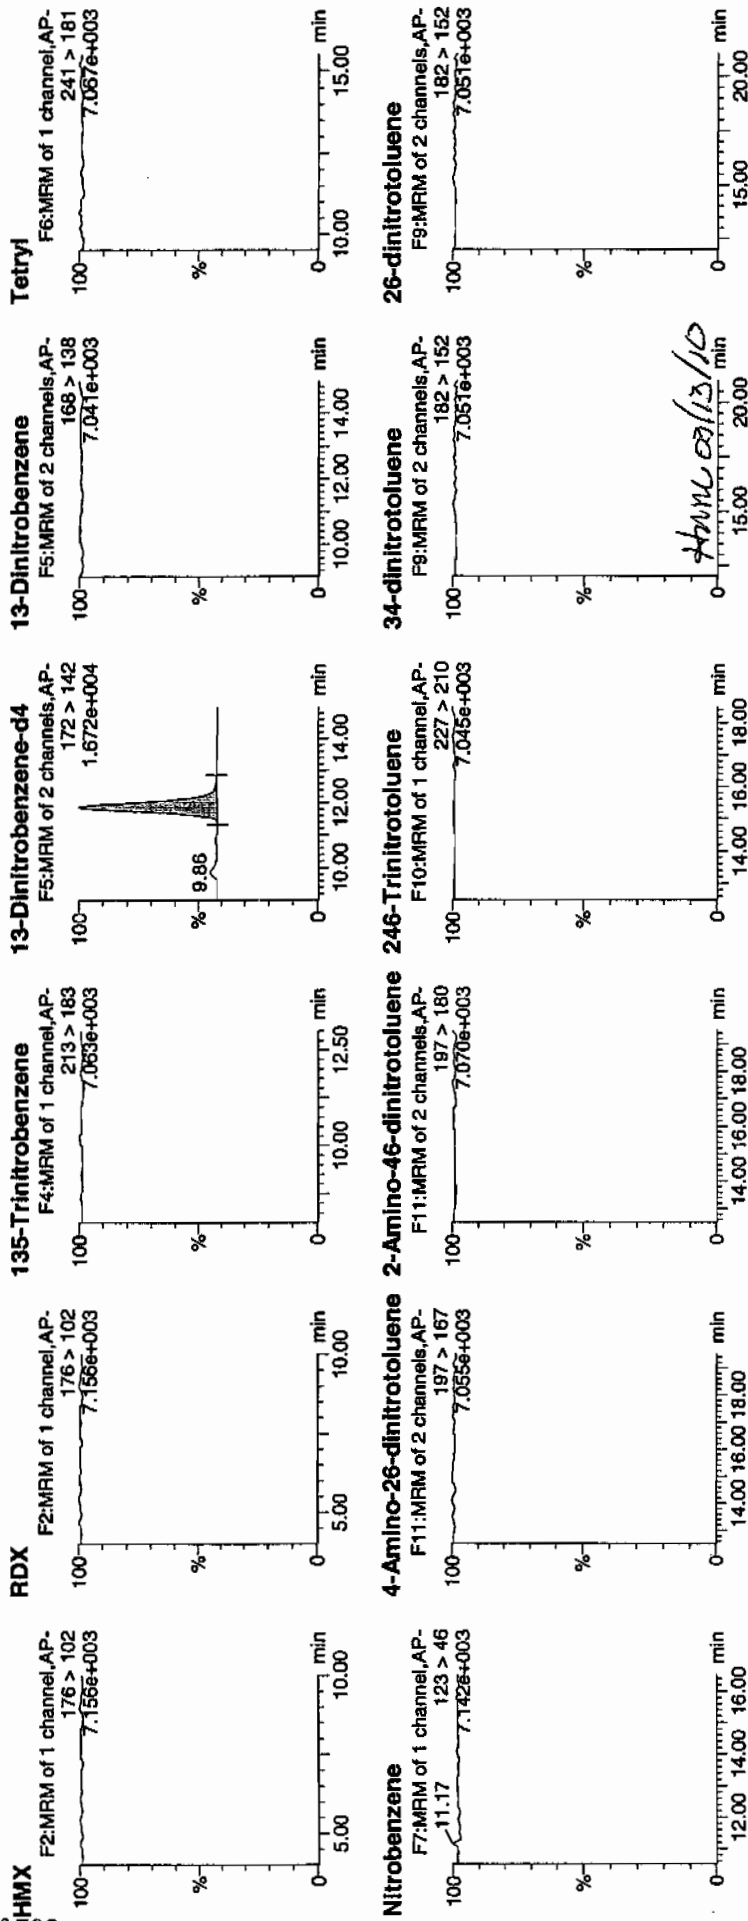 HMX
F2:MRM of 1 channel,AP-
176 > 102
7.156e+003
100
%
0
5.00 10.00 min
RDX
F2:MRM of 1 channel,AP-
176 > 102
7.156e+003
100
%
0
5.00 10.00 min
135-Trinitrobenzene
F4:MRM of 1 channel,AP-
213 > 183
7.063e+003
100
%
0
10.00 12.50 min
13-Dinitrobenzene-d4
F5:MRM of 2 channels,AP-
172 > 142
1.672e+004
100
9.86
%
0
10.00 12.00 14.00 min
13-Dinitrobenzene
F5:MRM of 2 channels,AP-
168 > 138
7.041e+003
100
%
0
10.00 12.00 14.00 min
Tetryl
F6:MRM of 1 channel,AP-
241 > 181
7.067e+003
100
%
0
10.00 15.00 min
Nitrobenzene
F7:MRM of 1 channel,AP-
11.17 123 > 46
7.142e+003
100
%
0
12.00 14.00 16.00 min
4-Amino-26-dinitrotoluene
F11:MRM of 2 channels,AP-
197 > 167
7.055e+003
100
%
0
14.00 16.00 18.00 min
2-Amino-46-dinitrotoluene
F11:MRM of 2 channels,AP-
197 > 180
7.070e+003
100
%
0
14.00 16.00 18.00 min
246-Trinitrotoluene
F10:MRM of 1 channel,AP-
227 > 210
7.045e+003
100
%
0
14.00 16.00 18.00 min
34-dinitrotoluene
F9:MRM of 2 channels,AP-
182 > 152
7.051e+003
100
%
0
15.00 20.00 min
03/13/10
26-dinitrotoluene
F9:MRM of 2 channels,AP-
182 > 152
7.051e+003
100
%
0
15.00 20.00 min